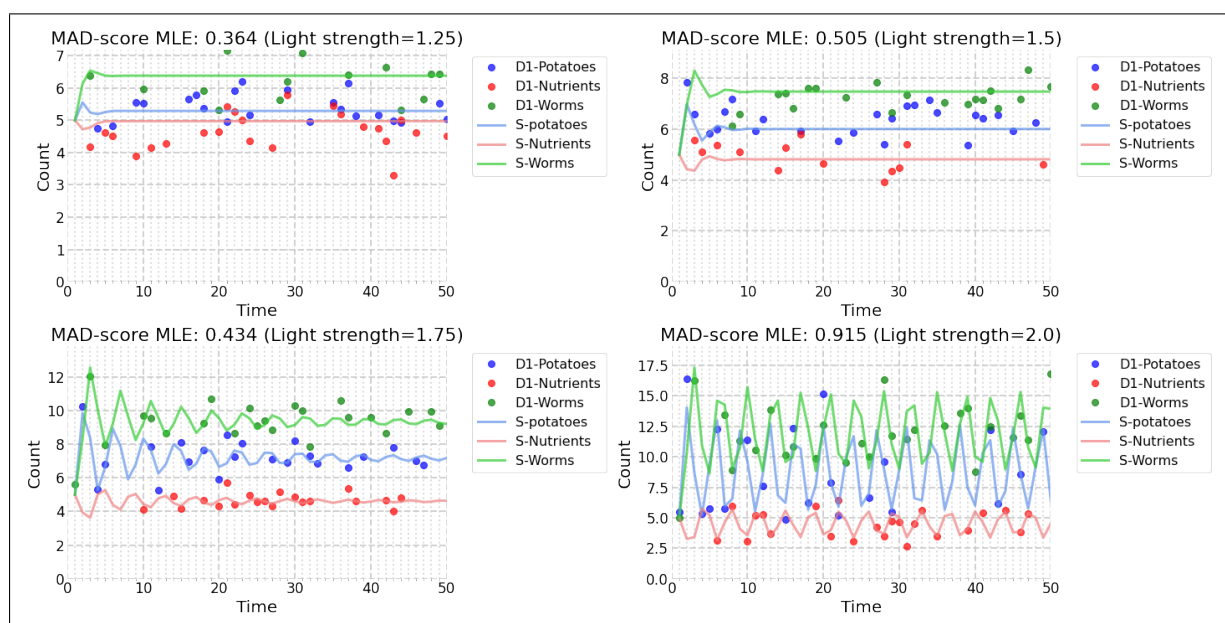 MAD-score MLE: 0.364 (Light strength=1.25)
7
6
5
4
3
2
1
0
Count
0 10 20 30 40 50
Time
D1-Potatoes
D1-Nutrients
D1-Worms
S-potatoes
S-Nutrients
S-Worms
MAD-score MLE: 0.505 (Light strength=1.5)
8
6
4
2
0
Count
0 10 20 30 40 50
Time
D1-Potatoes
D1-Nutrients
D1-Worms
S-potatoes
S-Nutrients
S-Worms
MAD-score MLE: 0.434 (Light strength=1.75)
12
10
8
6
4
2
0
Count
0 10 20 30 40 50
Time
D1-Potatoes
D1-Nutrients
D1-Worms
S-potatoes
S-Nutrients
S-Worms
MAD-score MLE: 0.915 (Light strength=2.0)
17.5
15.0
12.5
10.0
7.5
5.0
2.5
0.0
Count
0 10 20 30 40 50
Time
D1-Potatoes
D1-Nutrients
D1-Worms
S-potatoes
S-Nutrients
S-Worms